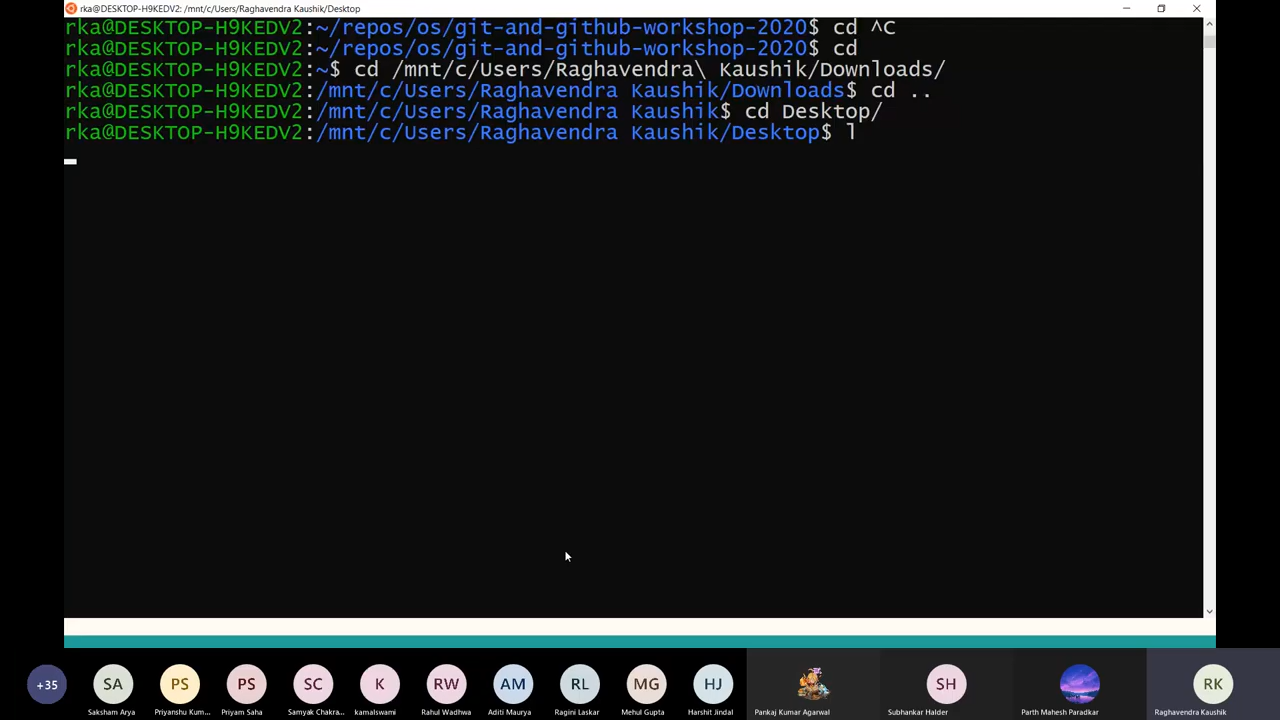 rka@DESKTOP-H9KEDV2: /mnt/c/Users/Raghavendra Kaushik/Desktop
rka@DESKTOP-H9KEDV2:~/repos/os/git-and-github-workshop-2020$ cd ^C
rka@DESKTOP-H9KEDV2:~/repos/os/git-and-github-workshop-2020$ cd
rka@DESKTOP-H9KEDV2:~$ cd /mnt/c/Users/Raghavendra\ Kaushik/Downloads/
rka@DESKTOP-H9KEDV2:/mnt/c/Users/Raghavendra Kaushik/Downloads$ cd ..
rka@DESKTOP-H9KEDV2:/mnt/c/Users/Raghavendra Kaushik$ cd Desktop/
rka@DESKTOP-H9KEDV2:/mnt/c/Users/Raghavendra Kaushik/Desktop$ l
+35 SA PS PS SC K RW AM RL MG HJ SH RK
Saksham Arya Priyanshu Kum... Priyam Saha Samyak Chakra... kamalswami Rahul Wadhwa Aditi Maurya Ragini Laskar Mehul Gupta Harshit Jindal Pankaj Kumar Agarwal Subhankar Halder Parth Mahesh Paradkar Raghavendra Kaushik